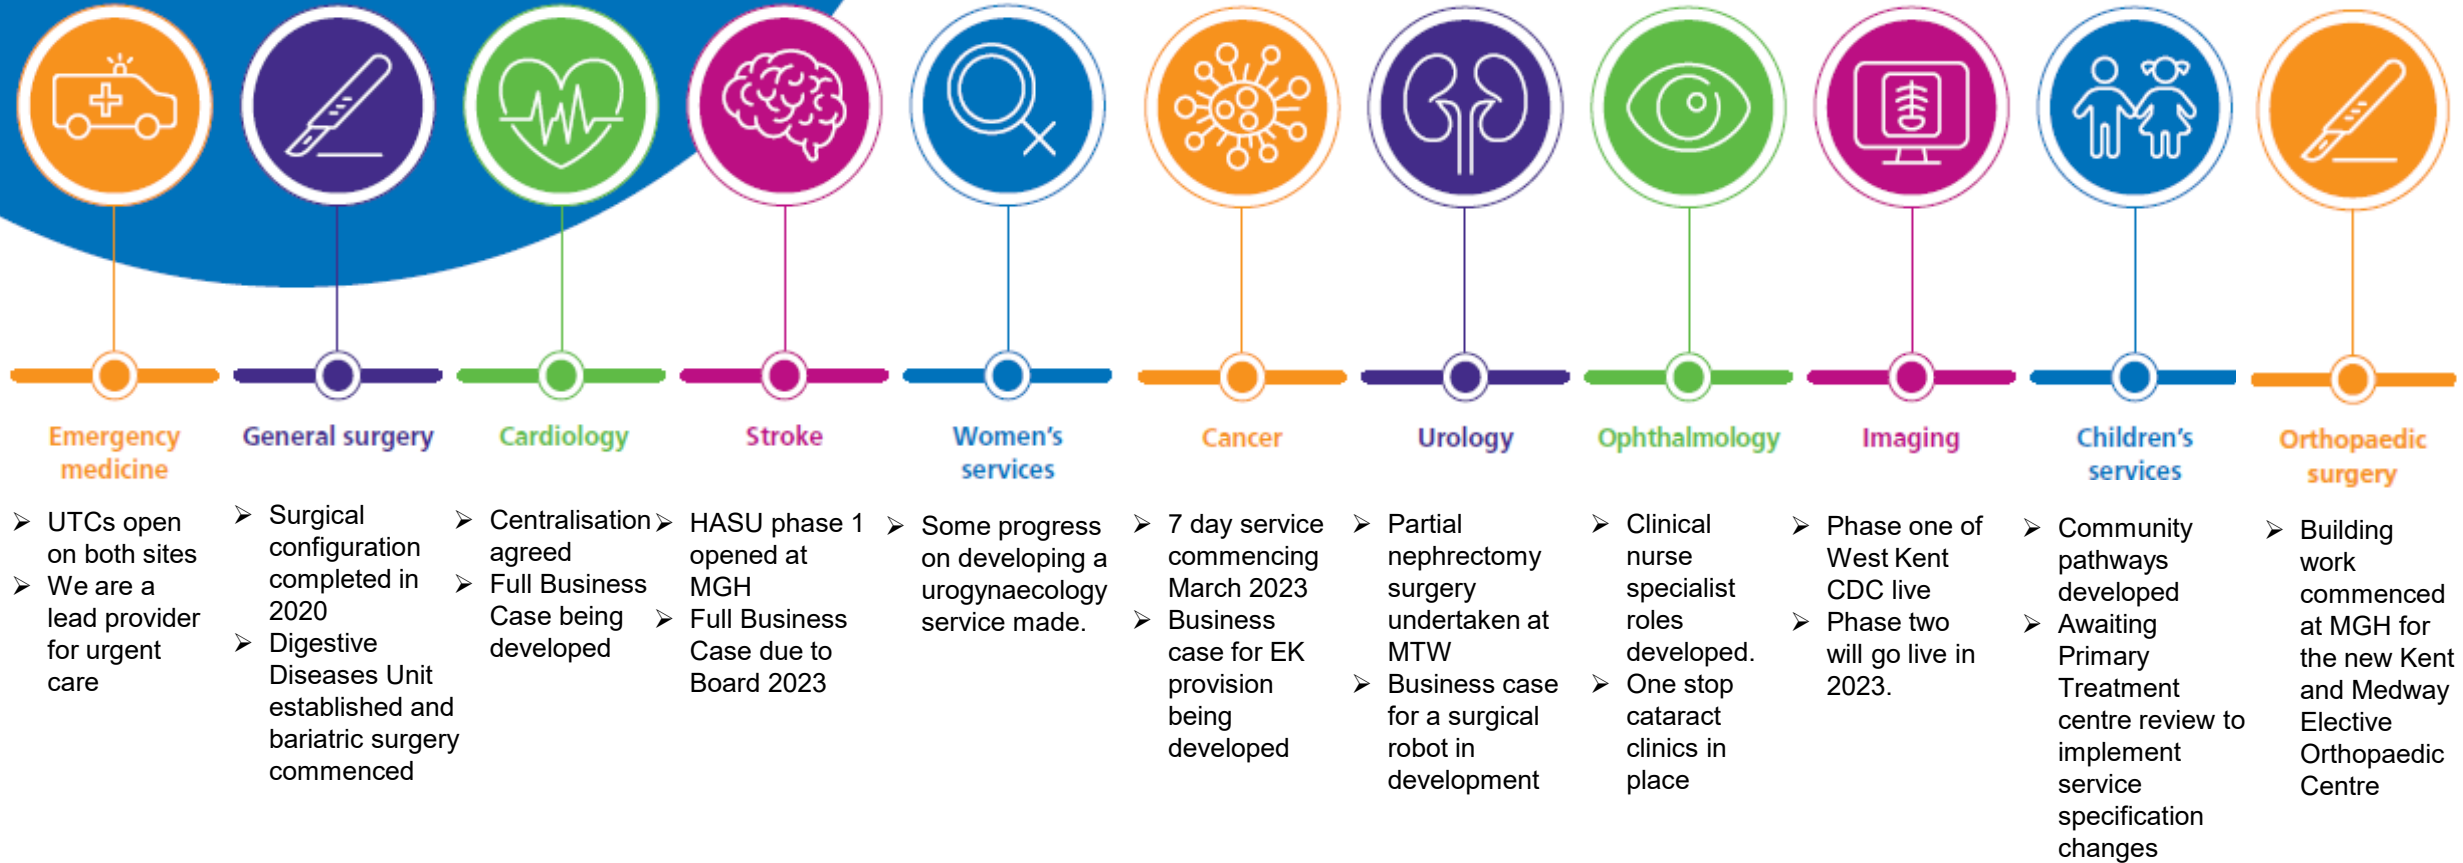 Emergency
medicine
➢ UTCs open
on both sites
➢ We are a
lead provider
for urgent
care
General surgery
➢ Surgical
configuration
completed in
2020
➢ Digestive
Diseases Unit
established and
bariatric surgery
commenced
Cardiology
➢ Centralisation
agreed
➢ Full Business
Case being
developed
Stroke
➢ HASU phase 1
opened at
MGH
➢ Full Business
Case due to
Board 2023
Women's
services
➢ Some progress
on developing a
urogynaecology
service made.
Cancer
➢ 7 day service
commencing
March 2023
➢ Business
case for EK
provision
being
developed
Urology
➢ Partial
nephrectomy
surgery
undertaken at
MTW
➢ Business case
for a surgical
robot in
development
Ophthalmology
➢ Clinical
nurse
specialist
roles
developed.
➢ One stop
cataract
clinics in
place
Imaging
➢ Phase one of
West Kent
CDC live
➢ Phase two
will go live in
2023.
Children's
services
➢ Community
pathways
developed
➢ Awaiting
Primary
Treatment
centre review to
implement
service
specification
changes
Orthopaedic
surgery
➢ Building
work
commenced
at MGH for
the new Kent
and Medway
Elective
Orthopaedic
Centre